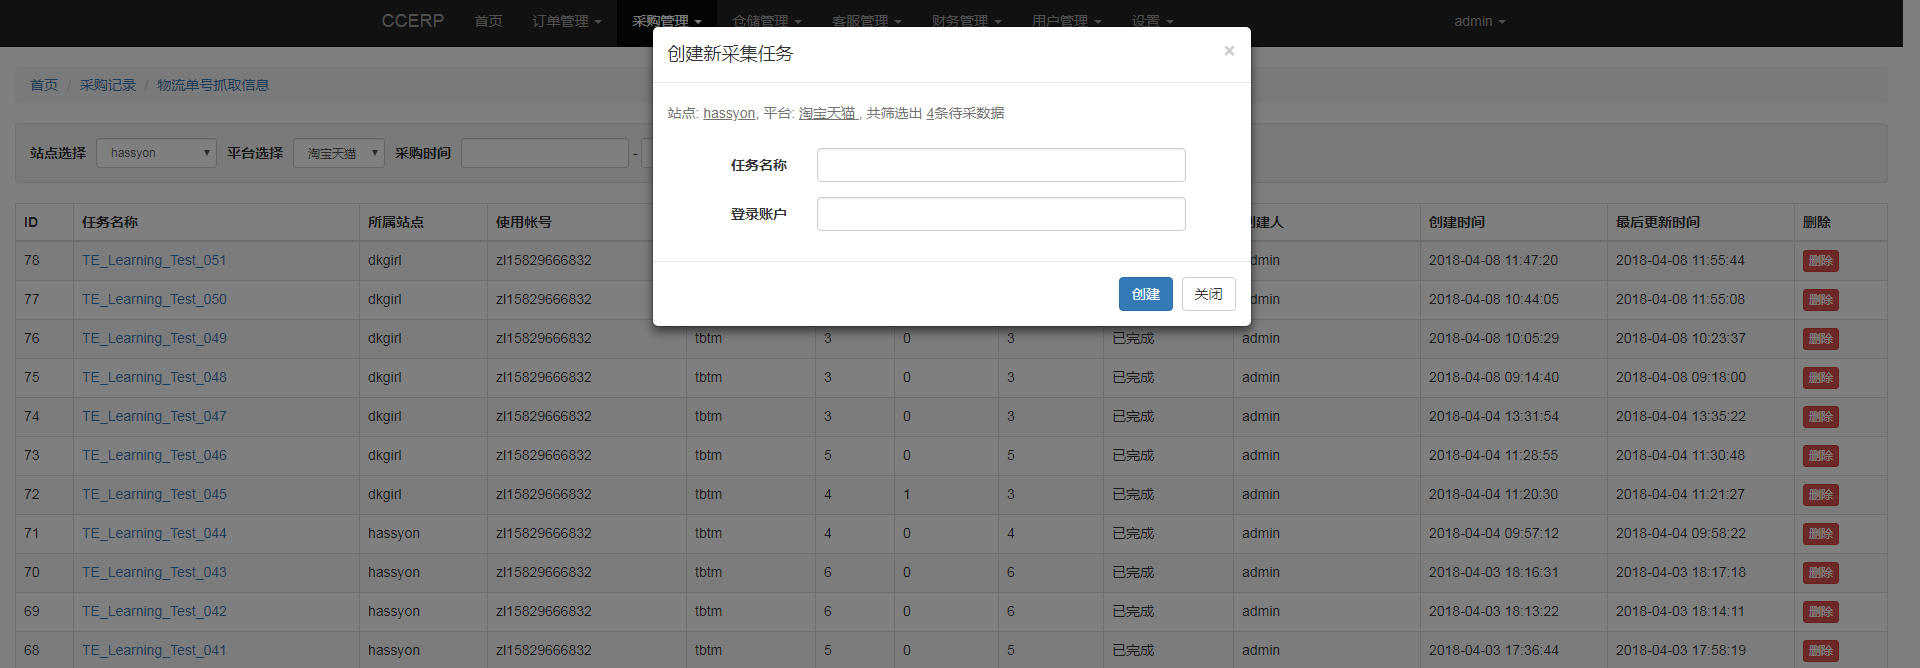 CCERP 首页 订单管理 采购管理 仓储管理 客服管理 财务管理 用户管理 设置 admin
创建新采集任务 ×
首页 / 采购记录 / 物流单号抓取信息
站点: hassyon, 平台: 淘宝天猫, 共筛选出 4条待采数据
站点选择 hassyon 平台选择 淘宝天猫 采购时间 -
任务名称
登录账户
ID 任务名称 所属站点 使用帐号 创建人 创建时间 最后更新时间 删除
78 TE_Learning_Test_051 dkgirl zl15829666832 admin 2018-04-08 11:47:20 2018-04-08 11:55:44 删除
创建 关闭
77 TE_Learning_Test_050 dkgirl zl15829666832 admin 2018-04-08 10:44:05 2018-04-08 11:55:08 删除
76 TE_Learning_Test_049 dkgirl zl15829666832 tbtm 3 0 3 已完成 admin 2018-04-08 10:05:29 2018-04-08 10:23:37 删除
75 TE_Learning_Test_048 dkgirl zl15829666832 tbtm 3 0 3 已完成 admin 2018-04-08 09:14:40 2018-04-08 09:18:00 删除
74 TE_Learning_Test_047 dkgirl zl15829666832 tbtm 3 0 3 已完成 admin 2018-04-04 13:31:54 2018-04-04 13:35:22 删除
73 TE_Learning_Test_046 dkgirl zl15829666832 tbtm 5 0 5 已完成 admin 2018-04-04 11:28:55 2018-04-04 11:30:48 删除
72 TE_Learning_Test_045 dkgirl zl15829666832 tbtm 4 1 3 已完成 admin 2018-04-04 11:20:30 2018-04-04 11:21:27 删除
71 TE_Learning_Test_044 hassyon zl15829666832 tbtm 4 0 4 已完成 admin 2018-04-04 09:57:12 2018-04-04 09:58:22 删除
70 TE_Learning_Test_043 hassyon zl15829666832 tbtm 6 0 6 已完成 admin 2018-04-03 18:16:31 2018-04-03 18:17:18 删除
69 TE_Learning_Test_042 hassyon zl15829666832 tbtm 6 0 6 已完成 admin 2018-04-03 18:13:22 2018-04-03 18:14:11 删除
68 TE_Learning_Test_041 hassyon zl15829666832 tbtm 5 0 5 已完成 admin 2018-04-03 17:36:44 2018-04-03 17:58:19 删除